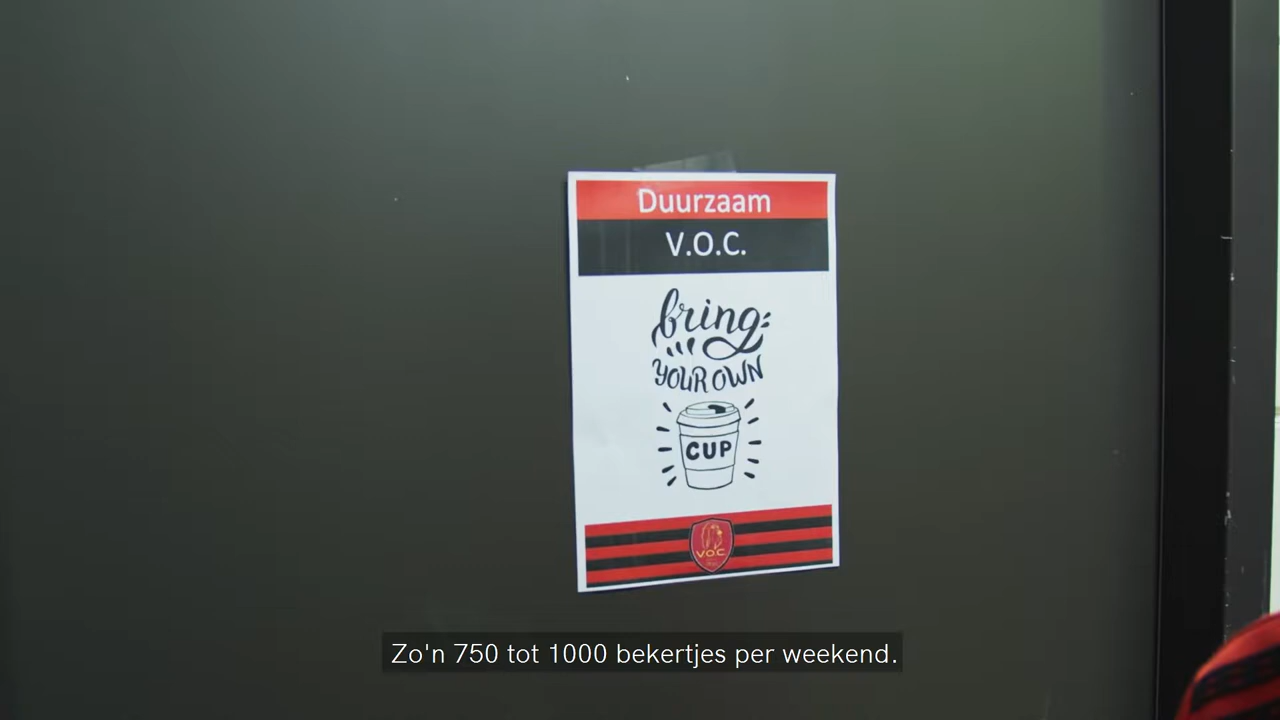 Duurzaam
V.O.C.
bring
YOUR OWN
CUP
V.O.C
Zo'n 750 tot 1000 bekertjes per weekend.